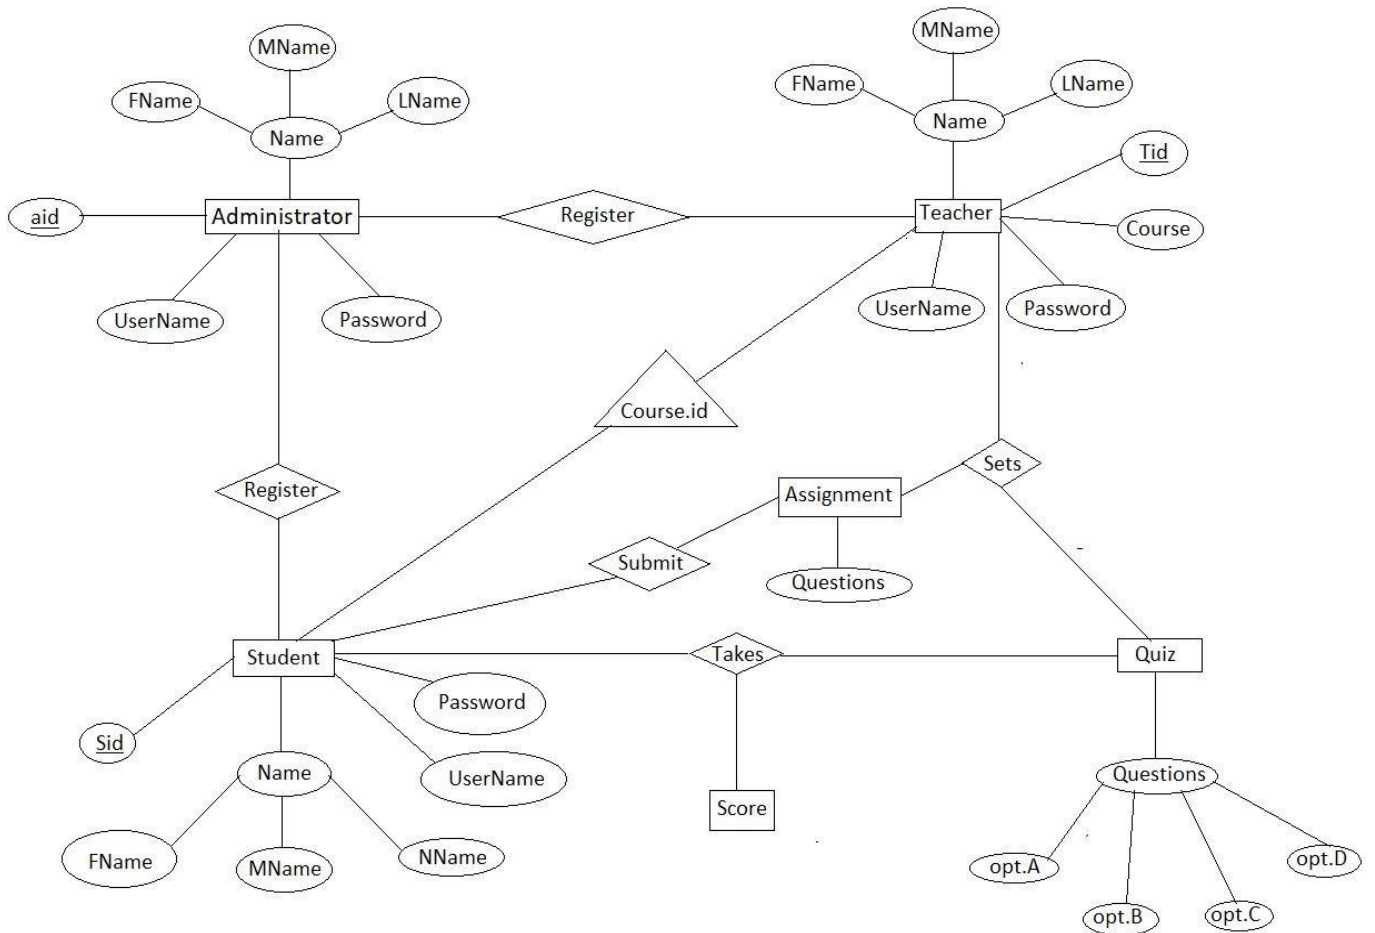 MName
FName
LName
Name
aid
Administrator
UserName
Password
Register
MName
FName
LName
Name
Tid
Teacher
Course
UserName
Password
Course.id
Register
Sets
Assignment
Submit
Questions
Student
Takes
Quiz
Password
Sid
UserName
Name
FName
MName
NName
Score
Questions
opt.A
opt.B
opt.C
opt.D